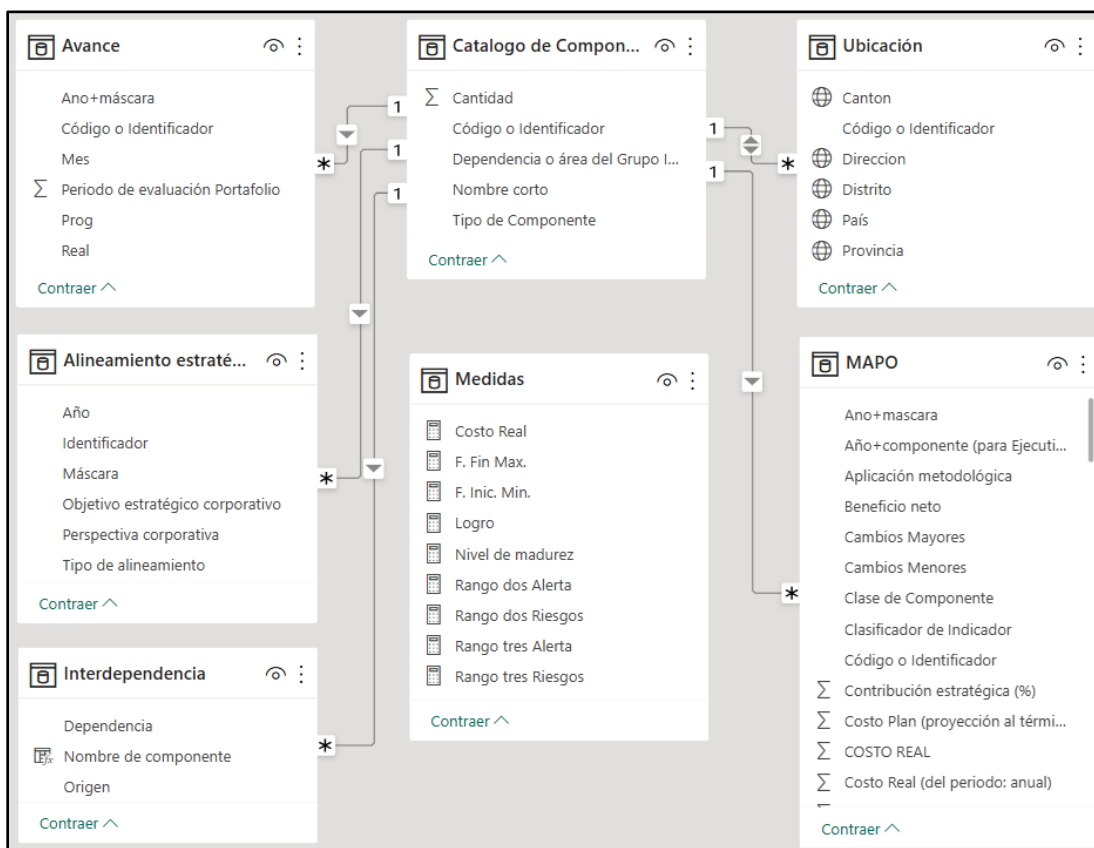 Avance
Ano+máscara
Código o Identificador
Mes
Periodo de evaluación Portafolio
Prog
Real
Contraer
Catalogo de Compon...
Cantidad
Código o Identificador
Dependencia o área del Grupo I...
Nombre corto
Tipo de Componente
Contraer
Ubicación
Canton
Código o Identificador
Direccion
Distrito
País
Provincia
Contraer
1
1
1
1
1
*
*
*
*
*
Alineamiento estraté...
Año
Identificador
Máscara
Objetivo estratégico corporativo
Perspectiva corporativa
Tipo de alineamiento
Contraer
Medidas
Costo Real
F. Fin Max.
F. Inic. Min.
Logro
Nivel de madurez
Rango dos Alerta
Rango dos Riesgos
Rango tres Alerta
Rango tres Riesgos
Contraer
MAPO
Ano+mascara
Año+componente (para Ejecuti...
Aplicación metodológica
Beneficio neto
Cambios Mayores
Cambios Menores
Clase de Componente
Clasificador de Indicador
Código o Identificador
Contribución estratégica (%)
Costo Plan (proyección al térmi...
COSTO REAL
Costo Real (del periodo: anual)
Contraer
Interdependencia
Dependencia
Nombre de componente
Origen
Contraer